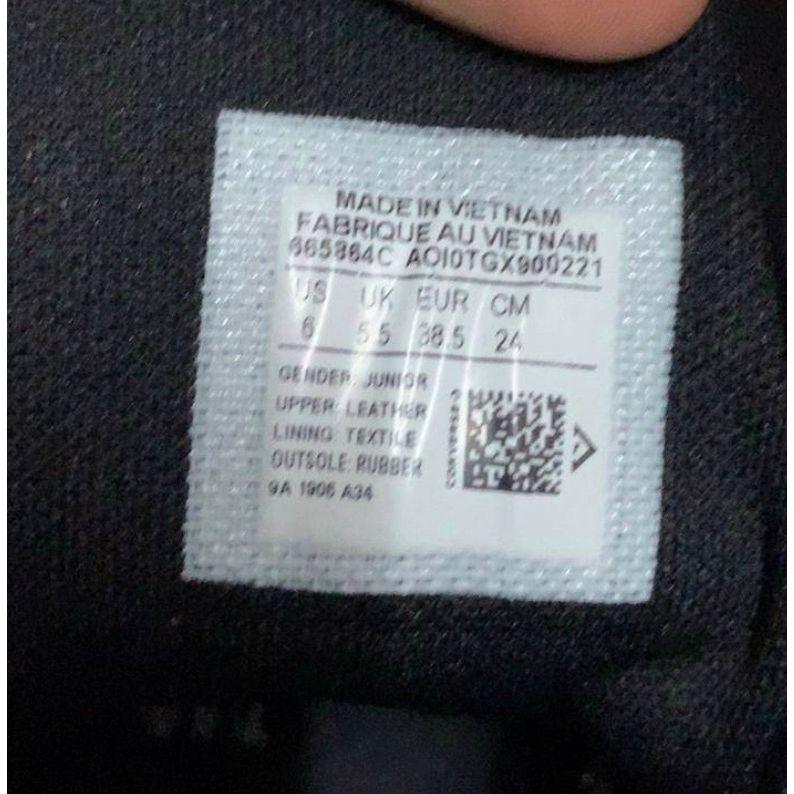 MADE IN VIETNAM
FABRIQUE AU VIETNAM
665864C AOI0TGX900221
US UK EUR CM
6 5.5 38.5 24
GENDER: JUNIOR
UPPER: LEATHER
LINING: TEXTILE
OUTSOLE: RUBBER
9A 1906 A34